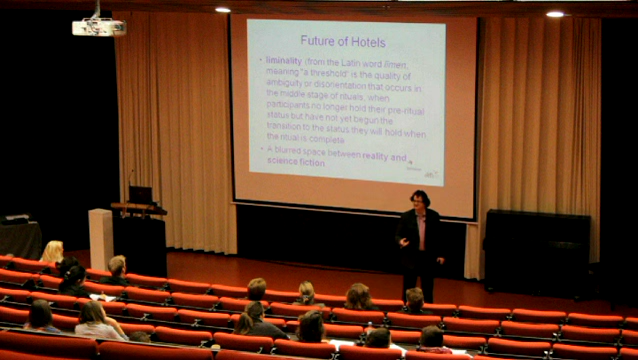 Future of Hotels
• liminality (from the Latin word līmen,
meaning "a threshold" is the quality of
ambiguity or disorientation that occurs in
the middle stage of rituals, when
participants no longer hold their pre-ritual
status but have not yet begun the
transition to the status they will hold when
the ritual is complete
• A blurred space between reality and
science fiction